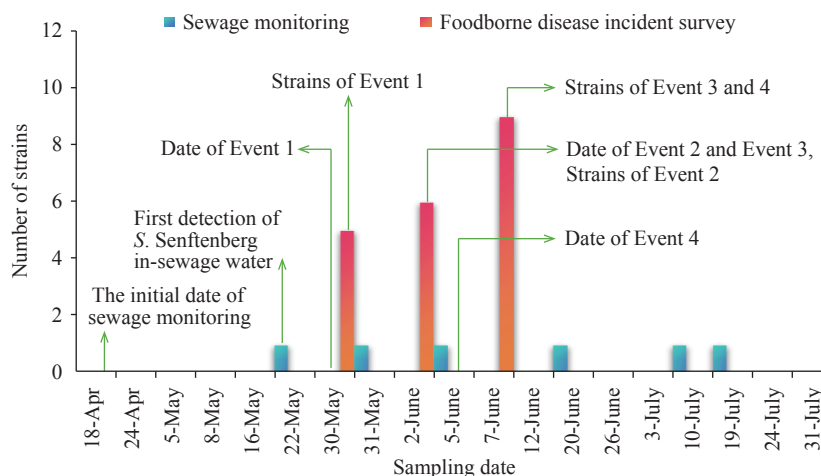 Sewage monitoring
Foodborne disease incident survey
12
10
8
6
4
2
0
Number of strains
Strains of Event 1
Strains of Event 3 and 4
Date of Event 1
Date of Event 2 and Event 3,
Strains of Event 2
First detection of
S. Senftenberg
in-sewage water
Date of Event 4
The initial date of
sewage monitoring
18-Apr
24-Apr
5-May
8-May
16-May
22-May
30-May
31-May
2-June
5-June
7-June
12-June
20-June
26-June
3-July
10-July
19-July
24-July
31-July
Sampling date